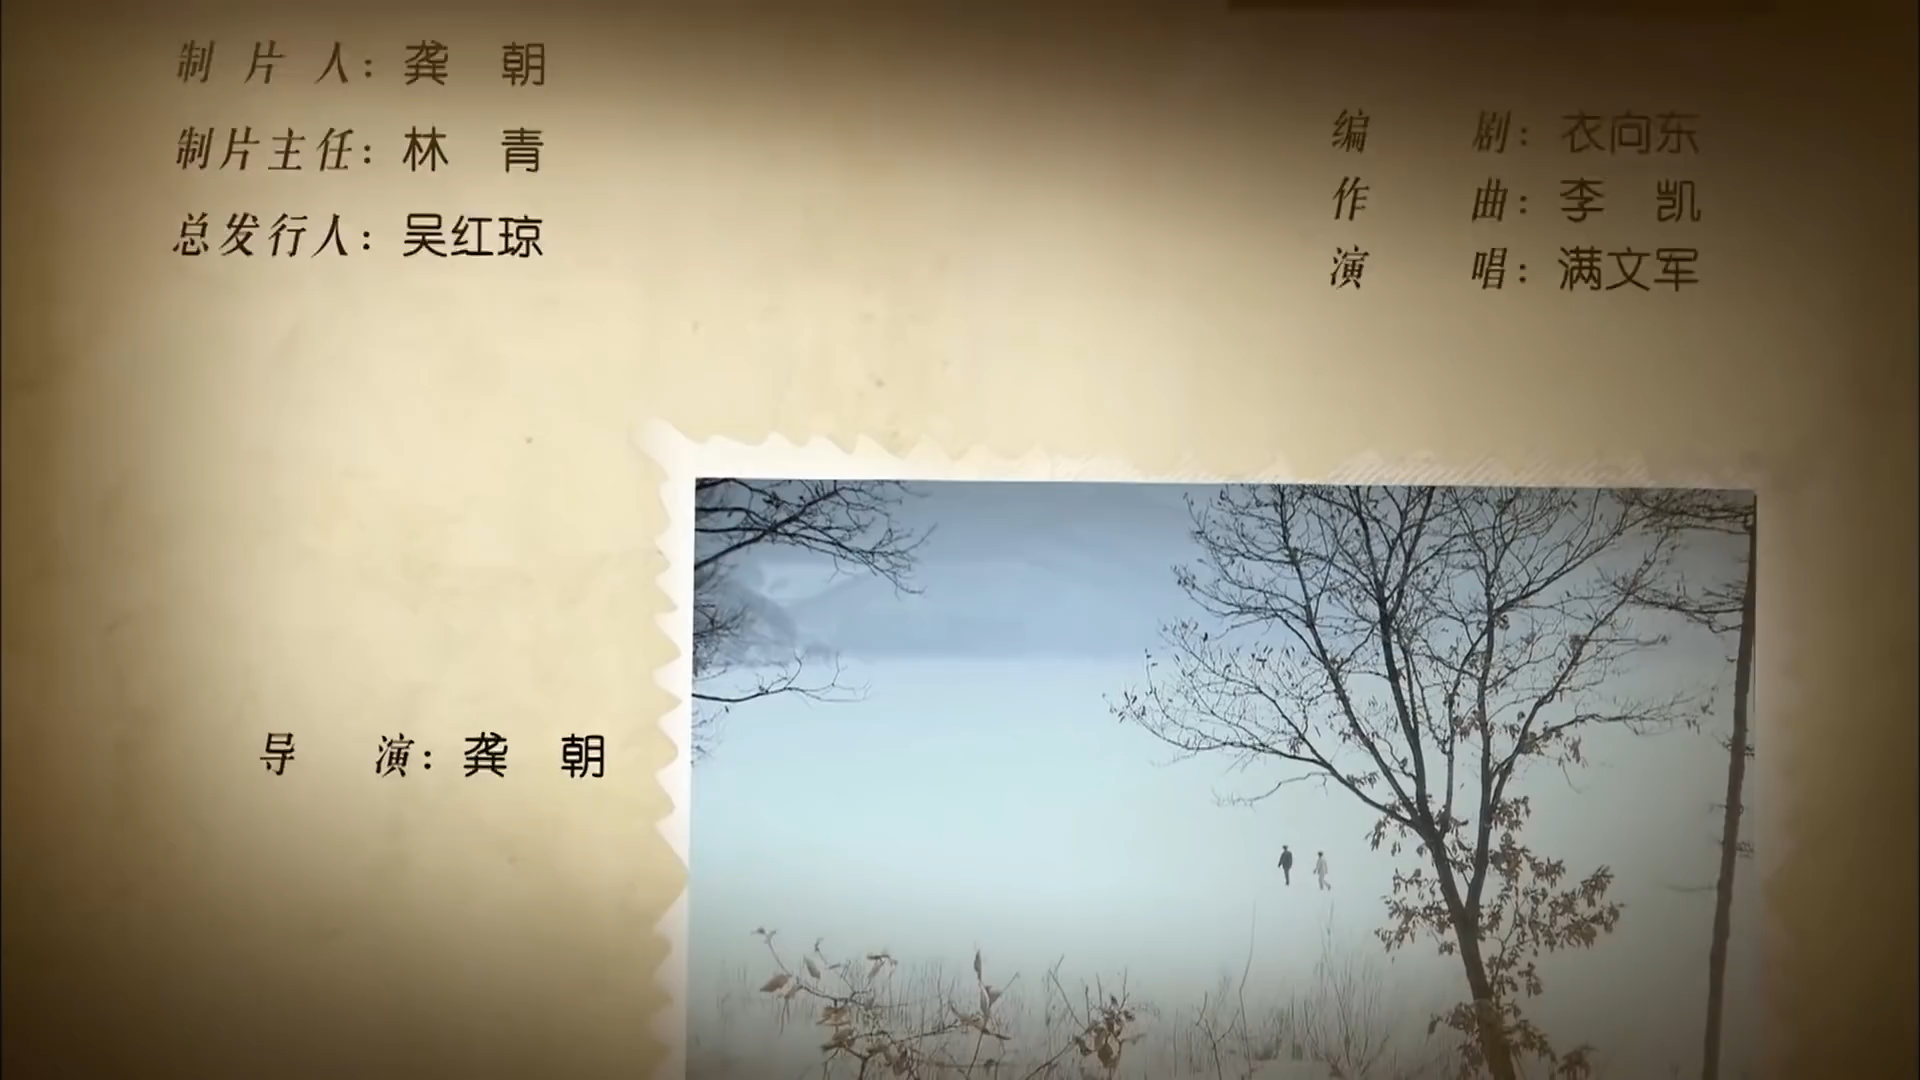 制片人：龚 朝
制片主任：林 青
总发行人：吴红琼
编 剧：衣向东
作 曲：李 凯
演 唱：满文军
导 演：龚 朝